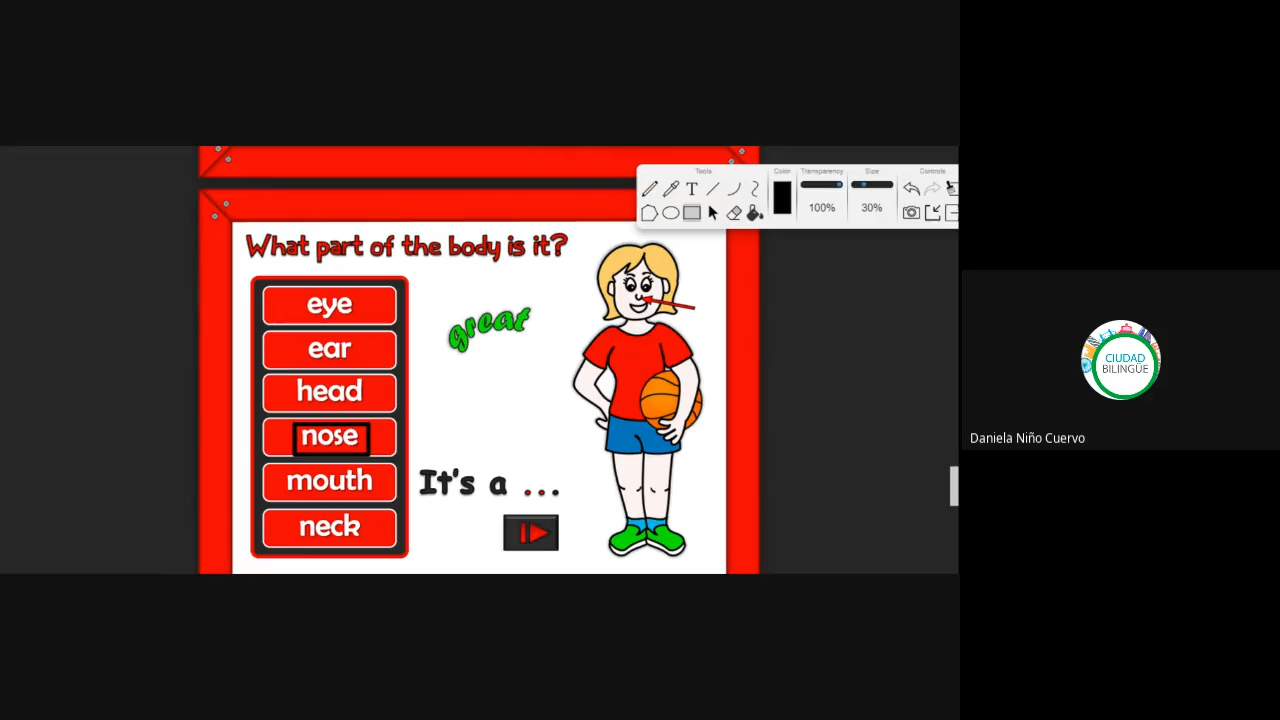 Tools
Color
Transparency
Size
Controls
T
100%
30%
What part of the body is it?
eye
ear
head
nose
mouth
neck
great
It's a ...
CIUDAD
BILINGÜE
Daniela Niño Cuervo